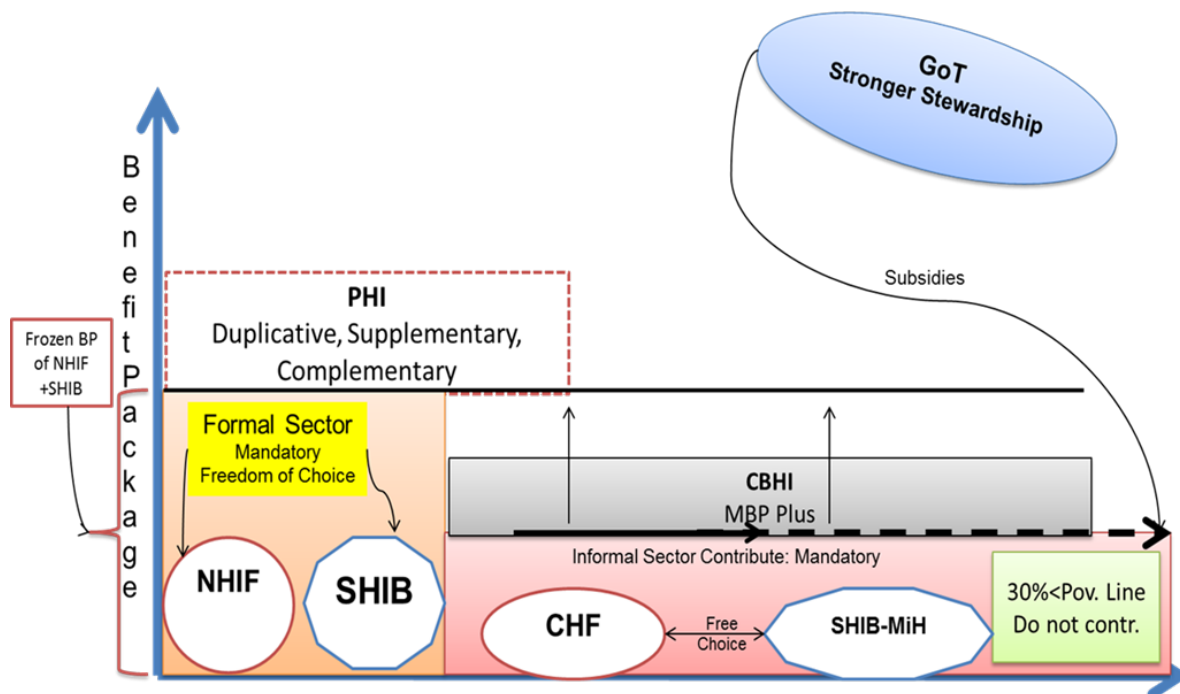 GoT
Stronger Stewardship
Benefit Package
Subsidies
PHI
Duplicative, Supplementary,
Complementary
Frozen BP
of NHIF
+SHIB
Formal Sector
Mandatory
Freedom of Choice
CBHI
MBP Plus
Informal Sector Contribute: Mandatory
NHIF
SHIB
CHF
Free
Choice
SHIB-MiH
30%<Pov. Line
Do not contr.